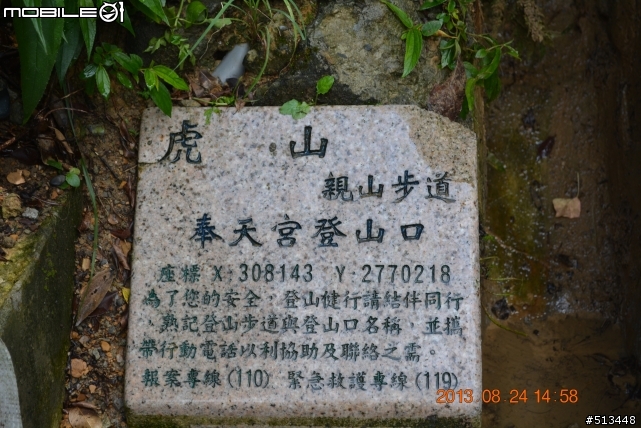 MOBILE01
虎山
親山步道
奉天宮登山口
座標 X:308143 Y:2770218
為了您的安全，登山健行請結伴同行
，熟記登山步道與登山口名稱，並攜
帶行動電話以利協助及聯絡之需。
報案專線(110) 緊急救護專線(119)
2013.08.24 14:58
#513448